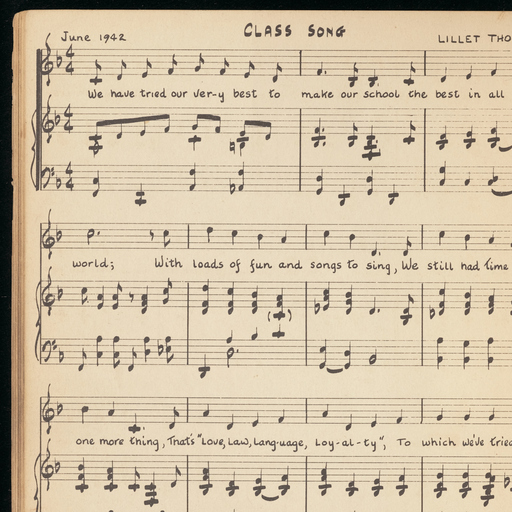 June 1942 CLASS SONG LILLET THO
We have tried our ver-y best to make our school the best in all
world; With loads of fun and songs to sing, We still had time
one more thing, That's "Love, Law, Lang-uage, Loy-al-ty"; To which we've tried